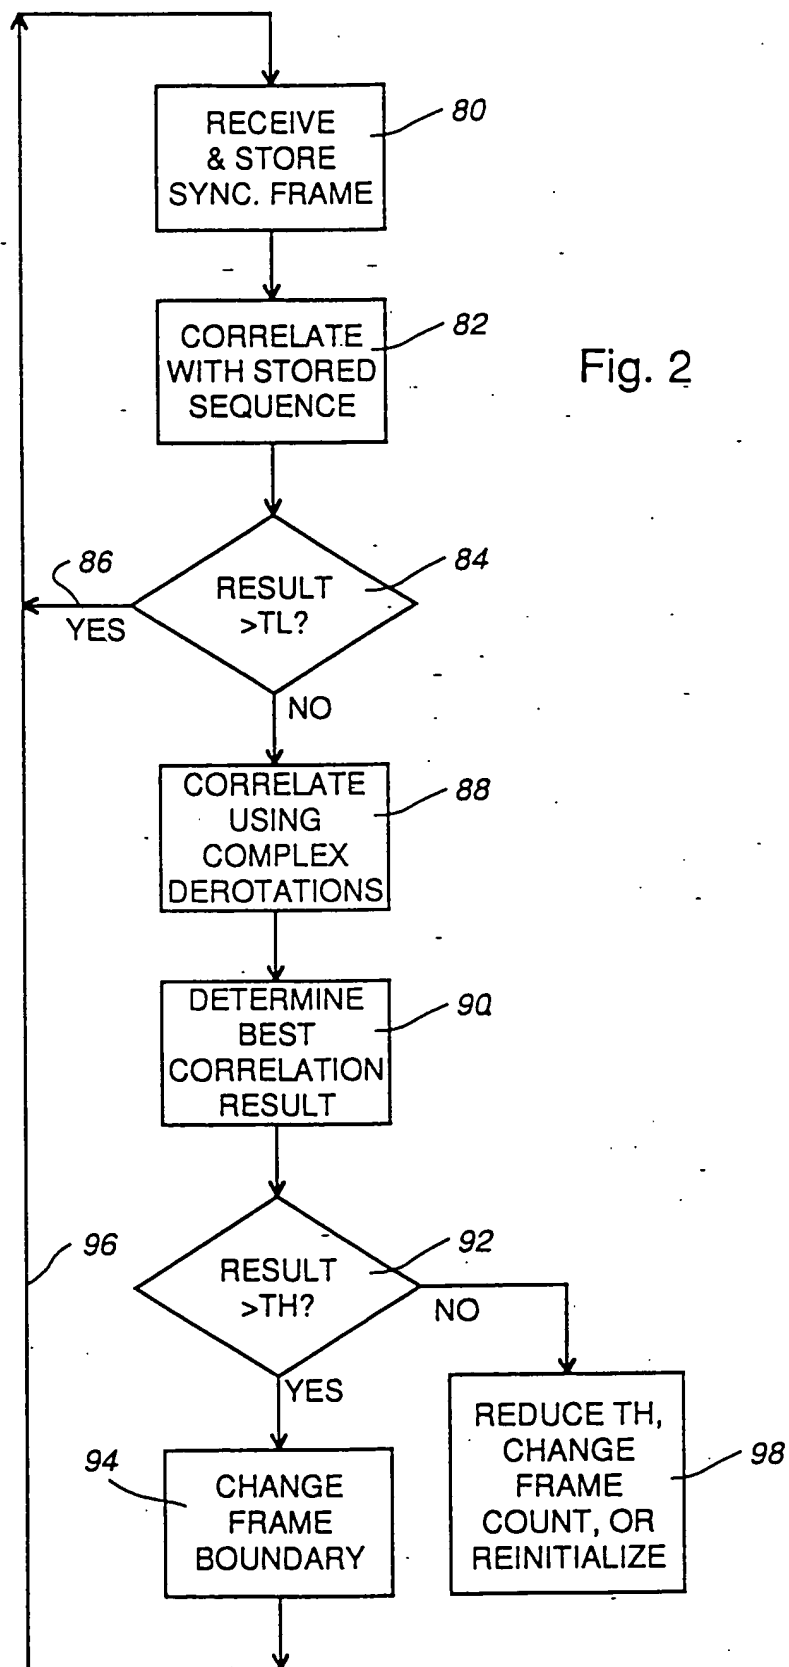 RECEIVE
& STORE
SYNC. FRAME
80
CORRELATE
WITH STORED
SEQUENCE
82
Fig. 2
RESULT
>TL?
84
86
YES
NO
CORRELATE
USING
COMPLEX
DEROTATIONS
88
DETERMINE
BEST
CORRELATION
RESULT
90
RESULT
>TH?
92
96
NO
YES
CHANGE
FRAME
BOUNDARY
94
REDUCE TH,
CHANGE
FRAME
COUNT, OR
REINITIALIZE
98